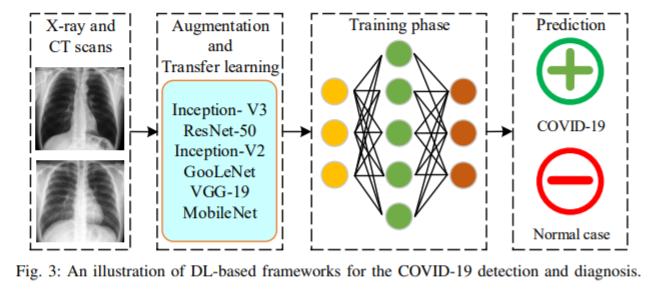 X-ray and
CT scans
Augmentation
and
Transfer learning
Inception- V3
ResNet-50
Inception-V2
GooLeNet
VGG-19
MobileNet
Training phase
Prediction
COVID-19
Normal case
Fig. 3: An illustration of DL-based frameworks for the COVID-19 detection and diagnosis.